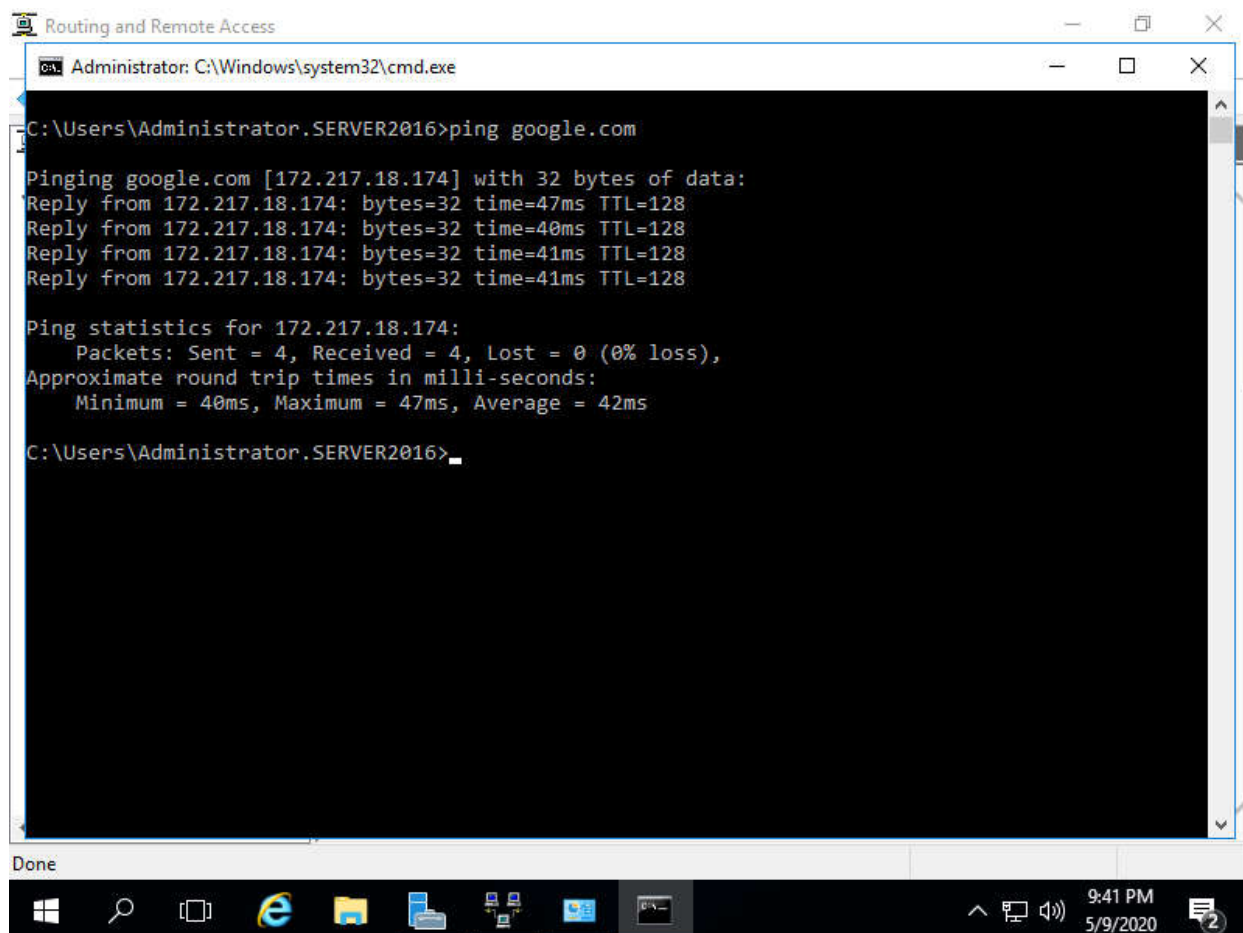 Routing and Remote Access
Administrator: C:\Windows\system32\cmd.exe
C:\Users\Administrator.SERVER2016>ping google.com
Pinging google.com [172.217.18.174] with 32 bytes of data:
Reply from 172.217.18.174: bytes=32 time=47ms TTL=128
Reply from 172.217.18.174: bytes=32 time=40ms TTL=128
Reply from 172.217.18.174: bytes=32 time=41ms TTL=128
Reply from 172.217.18.174: bytes=32 time=41ms TTL=128
Ping statistics for 172.217.18.174:
Packets: Sent = 4, Received = 4, Lost = 0 (0% loss),
Approximate round trip times in milli-seconds:
Minimum = 40ms, Maximum = 47ms, Average = 42ms
C:\Users\Administrator.SERVER2016>
Done
9:41 PM
5/9/2020
2